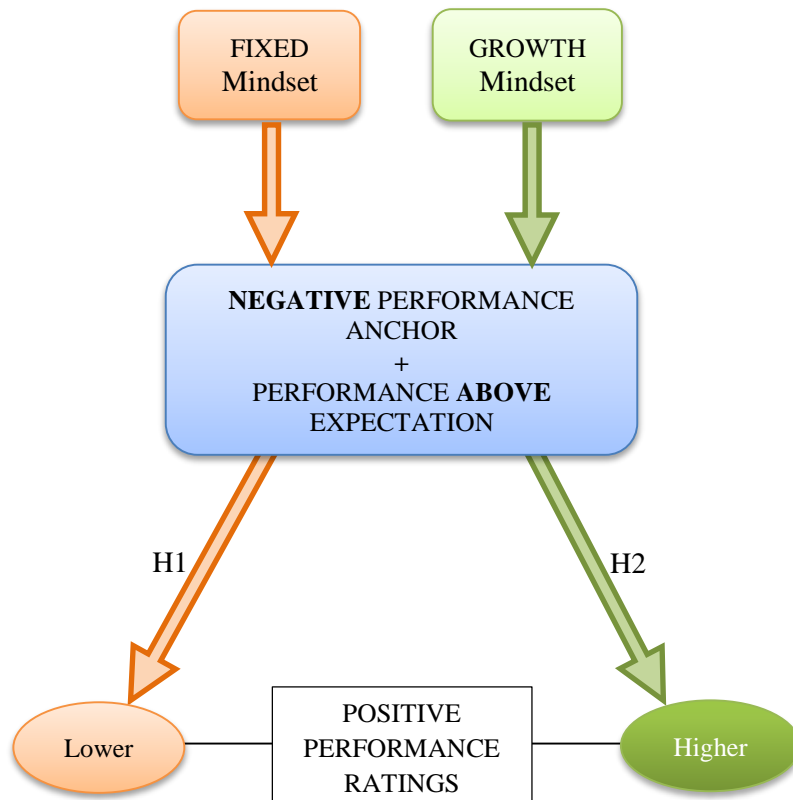 FIXED
Mindset
GROWTH
Mindset
NEGATIVE PERFORMANCE
ANCHOR
+
PERFORMANCE ABOVE
EXPECTATION
H1
H2
Lower
POSITIVE
PERFORMANCE
RATINGS
Higher